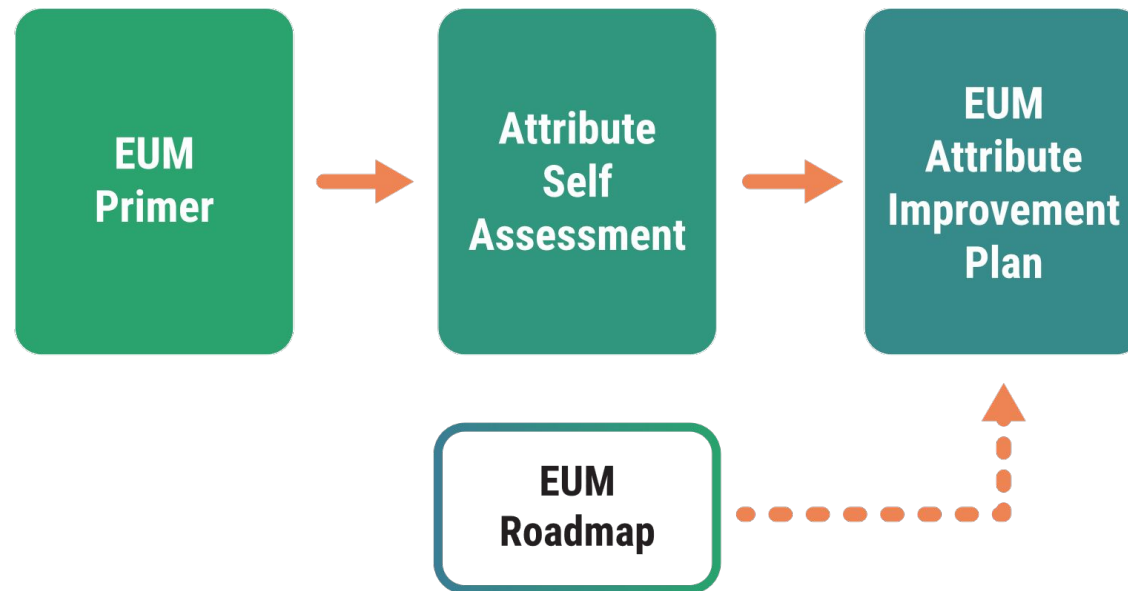 EUM
Primer
Attribute
Self
Assessment
EUM
Attribute
Improvement
Plan
EUM
Roadmap